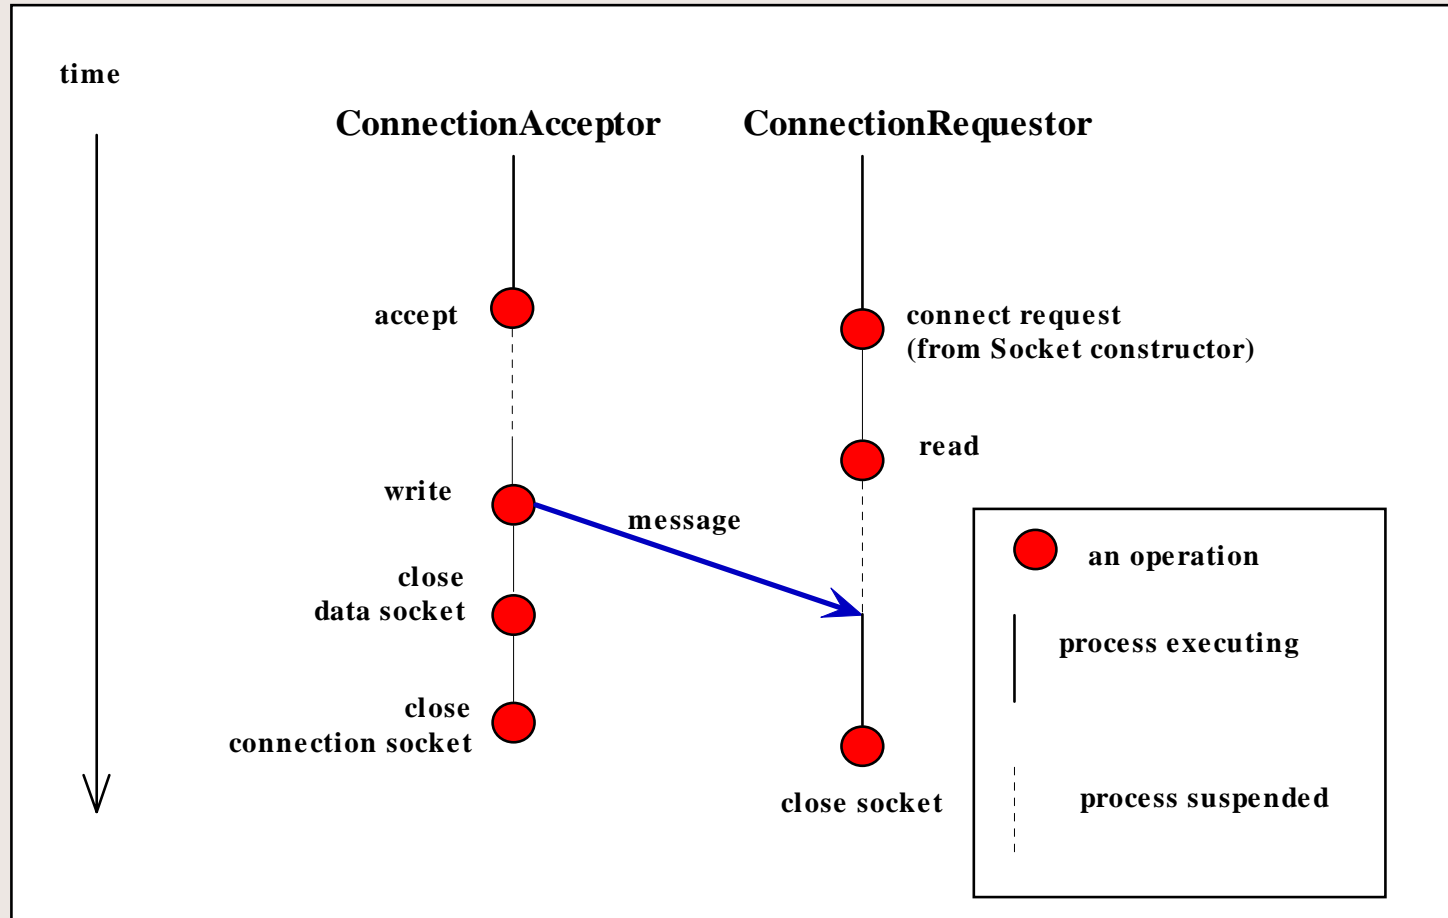 time
ConnectionAcceptor
ConnectionRequestor
accept
connect request
(from Socket constructor)
read
write
message
close
data socket
close
connection socket
close socket
an operation
process executing
process suspended